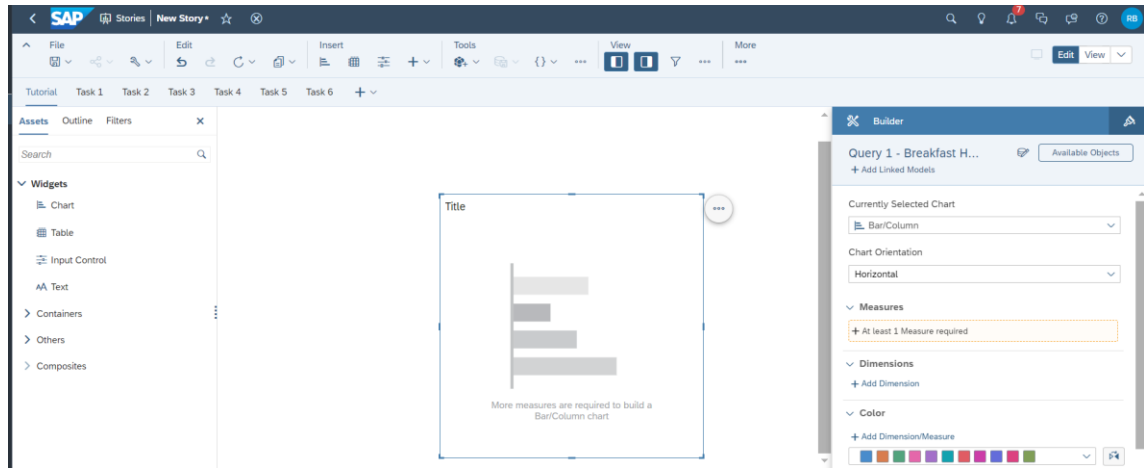 SAP Stories New Story* 7 RB
File Edit Insert Tools View More
Edit View
Tutorial Task 1 Task 2 Task 3 Task 4 Task 5 Task 6
Assets Outline Filters
Search
Widgets
Chart
Table
Input Control
AA Text
Containers
Others
Composites
Title
More measures are required to build a
Bar/Column chart
Builder
Query 1 - Breakfast H... Available Objects
+ Add Linked Models
Currently Selected Chart
Bar/Column
Chart Orientation
Horizontal
Measures
+ At least 1 Measure required
Dimensions
+ Add Dimension
Color
+ Add Dimension/Measure